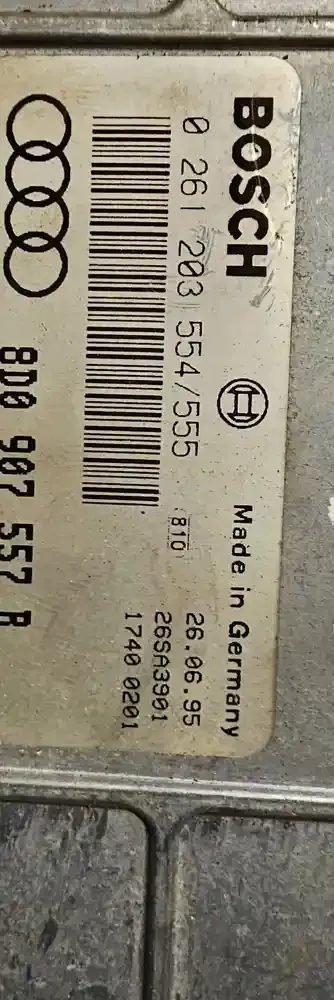 BOSCH
Made in Germany
0 261 203 554/555
810
26.06.95
26SA3901
1740 0201
8D0 907 557